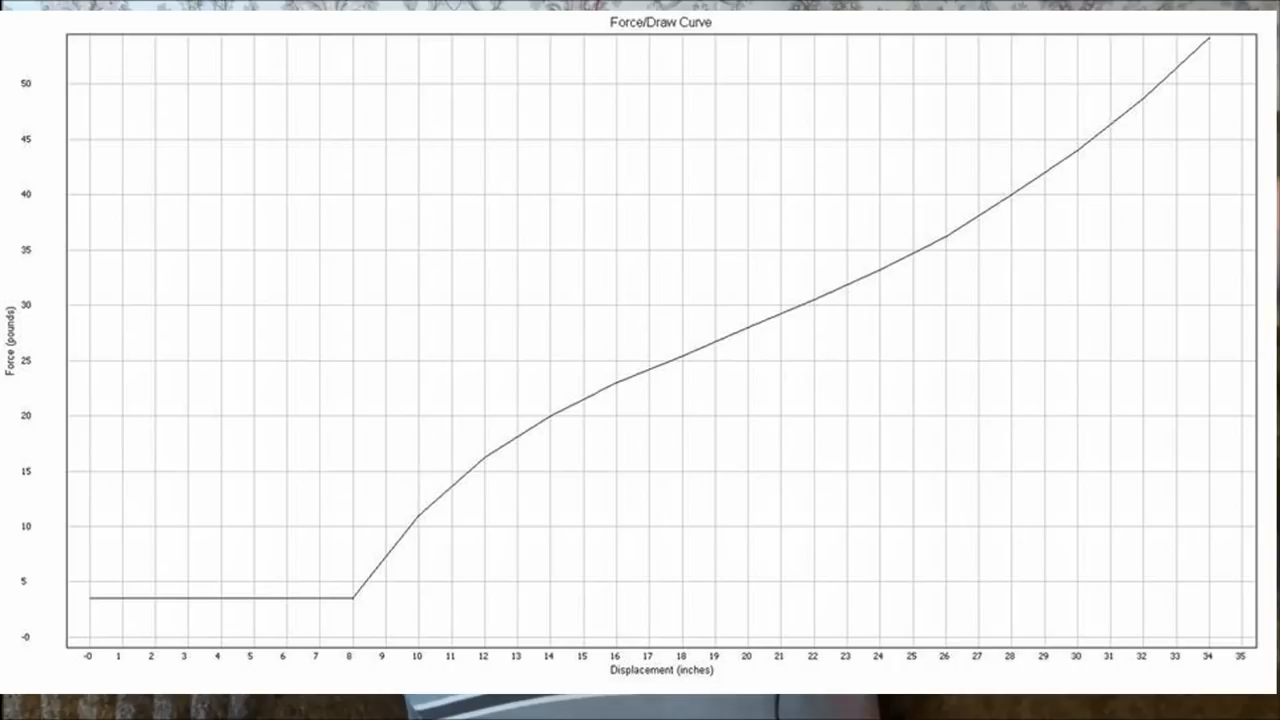 Force/Draw Curve
50
45
40
35
30
25
20
15
10
5
-0
Force (pounds)
-0 1 2 3 4 5 6 7 8 9 10 11 12 13 14 15 16 17 18 19 20 21 22 23 24 25 26 27 28 29 30 31 32 33 34 35
Displacement (inches)